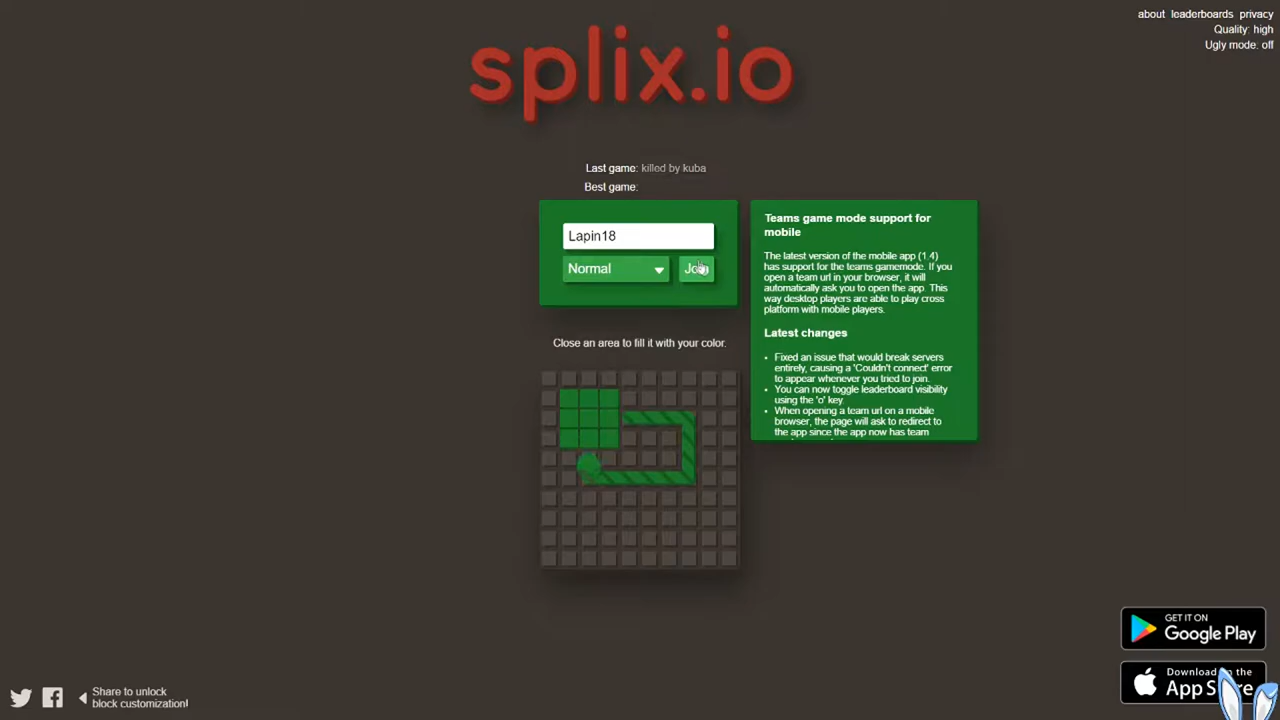 about leaderboards privacy
Quality: high
Ugly mode: off
splix.io
Last game: killed by kuba
Best game:
Lapin18
Normal
Join
Teams game mode support for
mobile
The latest version of the mobile app (1.4)
has support for the teams gamemode. If you
open a team url in your browser, it will
automatically ask you to open the app. This
way desktop players are able to play cross
platform with mobile players.
Latest changes
• Fixed an issue that would break servers
entirely, causing a 'Couldn't connect' error
to appear whenever you tried to join.
• You can now toggle leaderboard visibility
using the 'o' key.
• When opening a team url on a mobile
browser, the page will ask to redirect to
the app since the app now has team
Close an area to fill it with your color.
GET IT ON
Google Play
Download on the
App Store
Share to unlock
block customization!